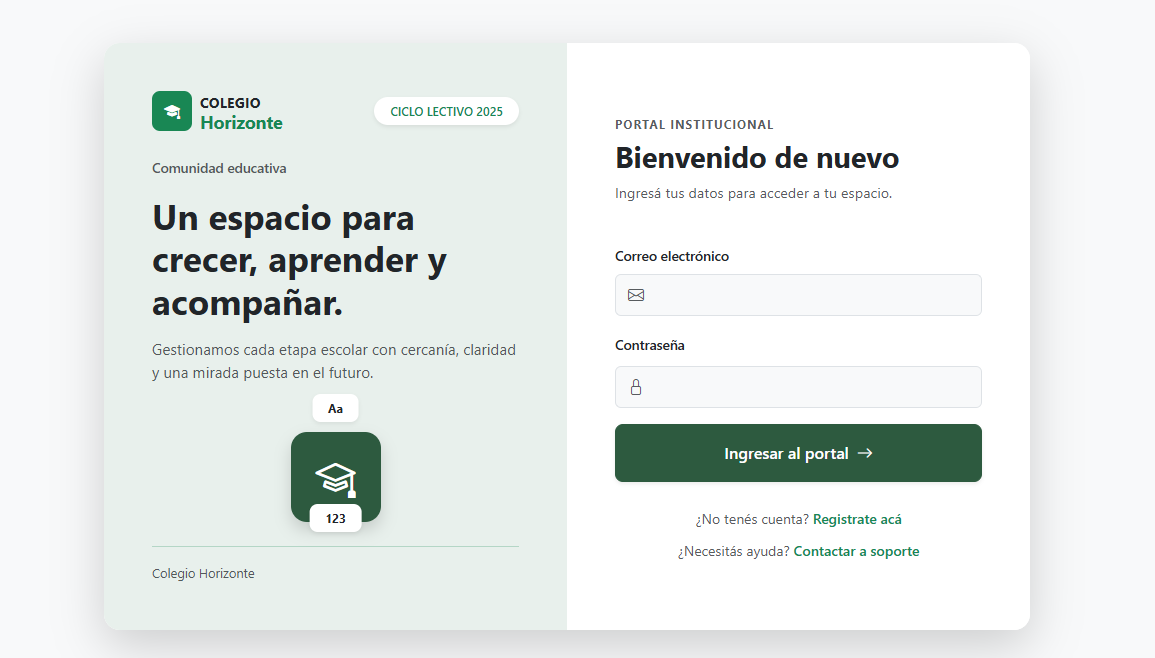 COLEGIO
Horizonte
CICLO LECTIVO 2025
Comunidad educativa
Un espacio para
crecer, aprender y
acompañar.
Gestionamos cada etapa escolar con cercanía, claridad
y una mirada puesta en el futuro.
Aa
123
Colegio Horizonte
PORTAL INSTITUCIONAL
Bienvenido de nuevo
Ingresá tus datos para acceder a tu espacio.
Correo electrónico
Contraseña
Ingresar al portal →
¿No tenés cuenta? Registrate acá
¿Necesitás ayuda? Contactar a soporte